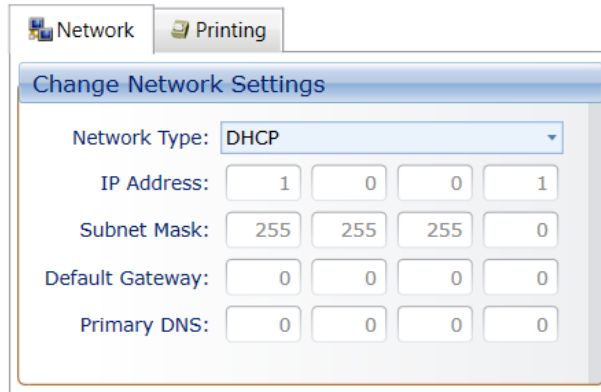 Network Printing
Change Network Settings
Network Type: DHCP
IP Address: 1 0 0 1
Subnet Mask: 255 255 255 0
Default Gateway: 0 0 0 0
Primary DNS: 0 0 0 0